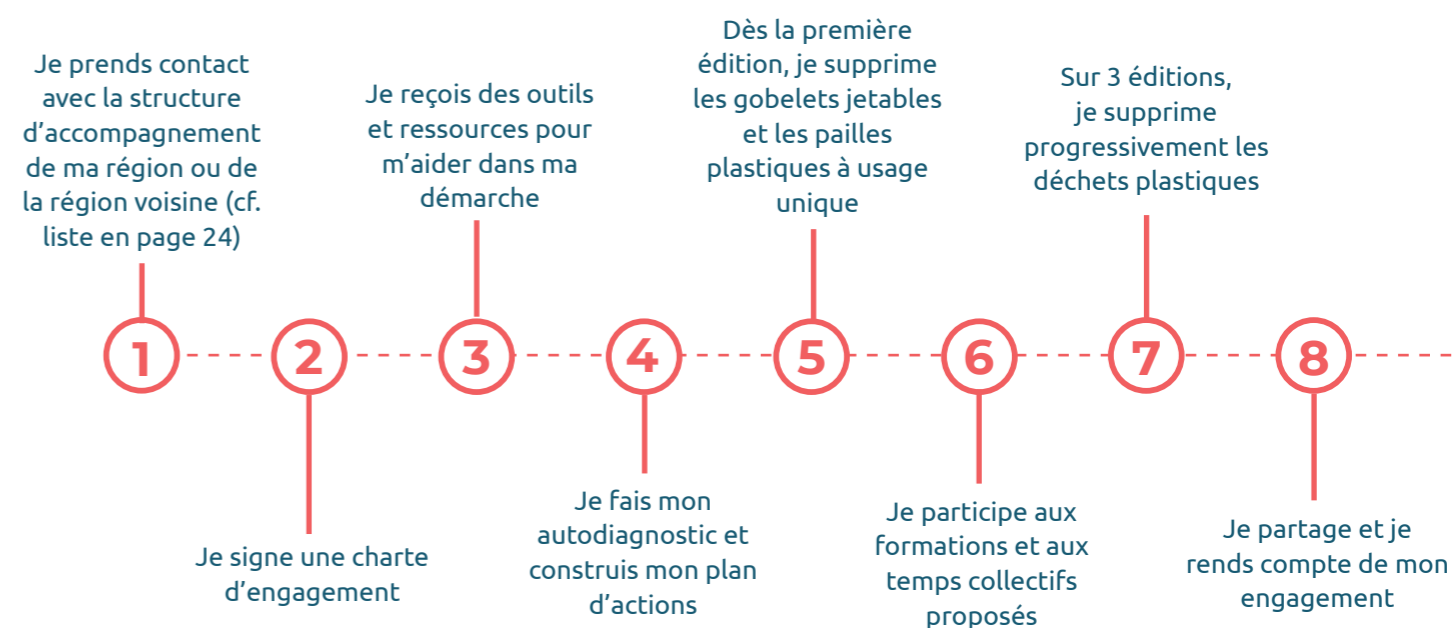 Je prends contact
avec la structure
d'accompagnement
de ma région ou de
la région voisine (cf.
liste en page 24)
1
2
Je signe une charte
d'engagement
Je reçois des outils
et ressources pour
m'aider dans ma
démarche
3
4
Je fais mon
autodiagnostic et
construis mon plan
d'actions
Dès la première
édition, je supprime
les gobelets jetables
et les pailles
plastiques à usage
unique
5
6
Je participe aux
formations et aux
temps collectifs
proposés
Sur 3 éditions,
je supprime
progressivement les
déchets plastiques
7
8
Je partage et je
rends compte de mon
engagement